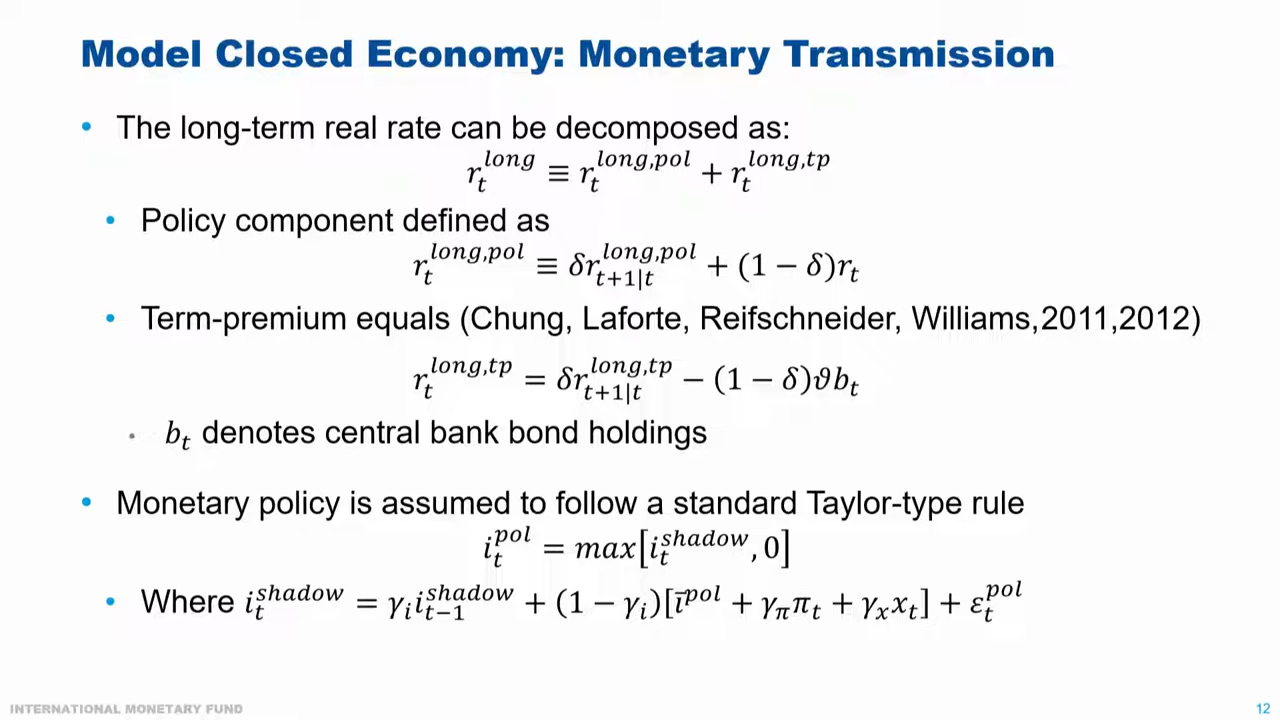 Model Closed Economy: Monetary Transmission
• The long-term real rate can be decomposed as:
r_t^{long} ≡ r_t^{long,pol} + r_t^{long,tp}
• Policy component defined as
r_t^{long,pol} ≡ δr_{t+1|t}^{long,pol} + (1 − δ)r_t
• Term-premium equals (Chung, Laforte, Reifschneider, Williams,2011,2012)
r_t^{long,tp} = δr_{t+1|t}^{long,tp} − (1 − δ)ϑb_t
• b_t denotes central bank bond holdings
• Monetary policy is assumed to follow a standard Taylor-type rule
i_t^{pol} = max[i_t^{shadow}, 0]
• Where i_t^{shadow} = γ_i i_{t−1}^{shadow} + (1 − γ_i)[ῑ^{pol} + γ_π π_t + γ_x x_t] + ε_t^{pol}
INTERNATIONAL MONETARY FUND
12